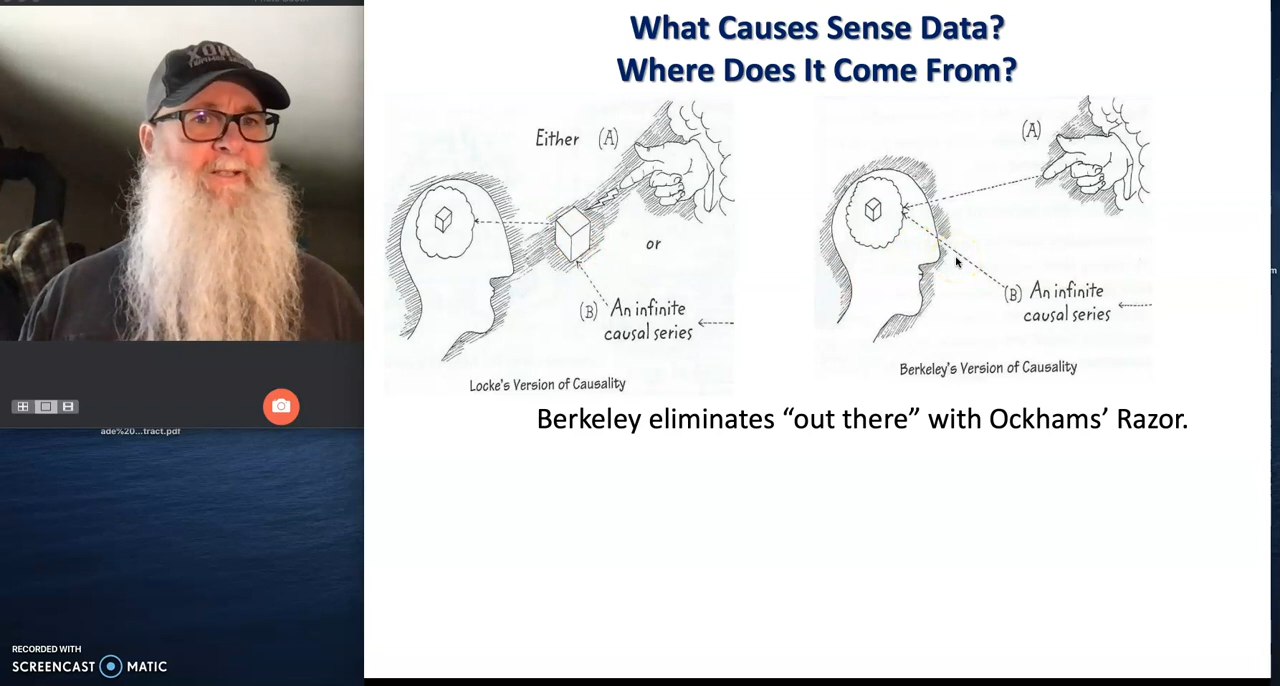 Photo Booth
What Causes Sense Data?
Where Does It Come From?
Either (A)
or
(B) An infinite
causal series
Locke's Version of Causality
(A)
(B) An infinite
causal series
Berkeley's Version of Causality
Berkeley eliminates “out there” with Ockhams’ Razor.
ade%20...tract.pdf
RECORDED WITH
SCREENCAST MATIC